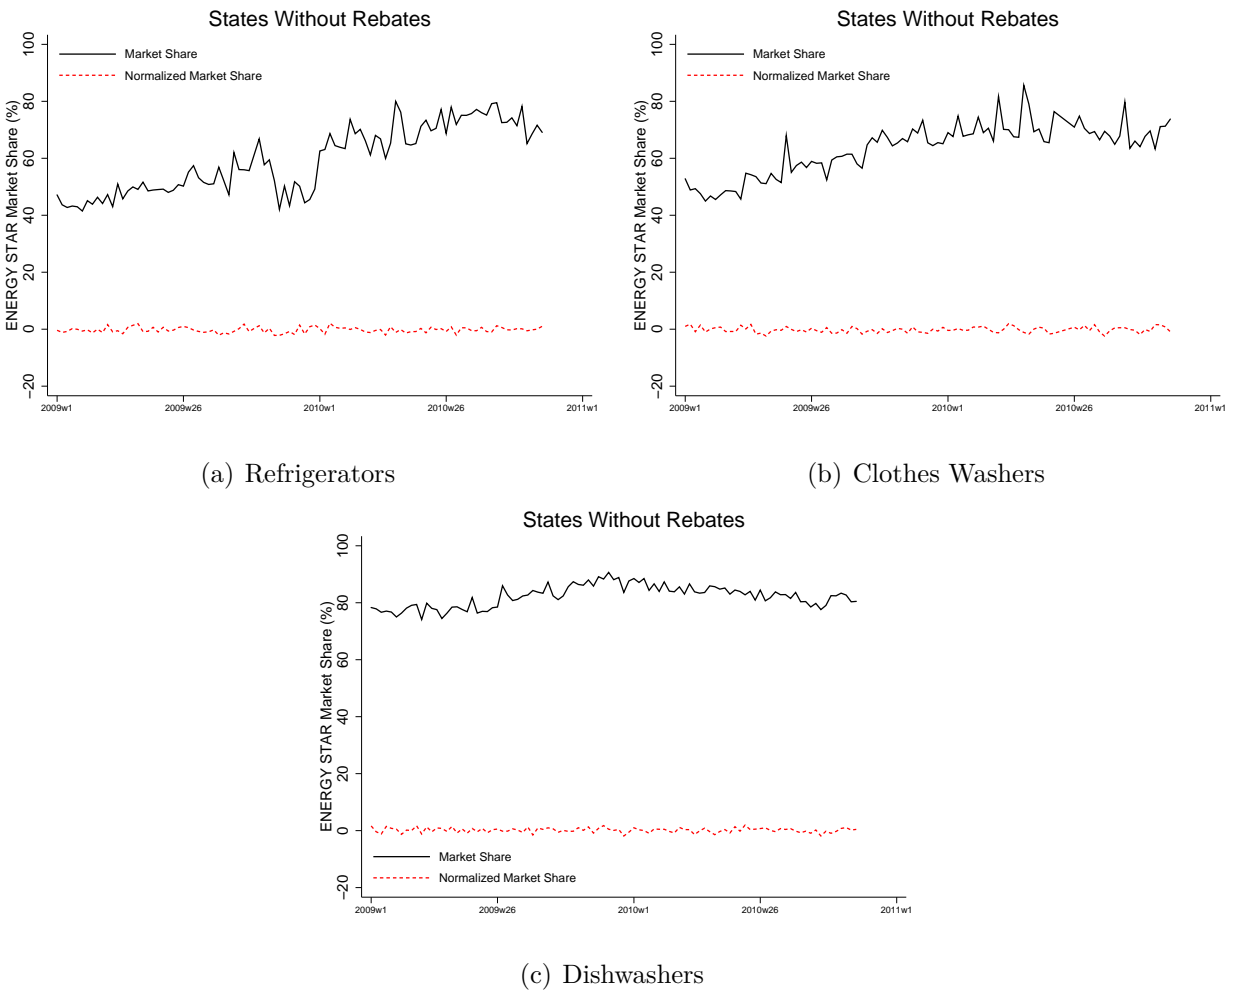 States Without Rebates
Market Share
Normalized Market Share
ENERGY STAR Market Share (%)
100
80
60
40
20
0
−20
2009w1 2009w26 2010w1 2010w26 2011w1
(a) Refrigerators
States Without Rebates
Market Share
Normalized Market Share
ENERGY STAR Market Share (%)
100
80
60
40
20
0
−20
2009w1 2009w26 2010w1 2010w26 2011w1
(b) Clothes Washers
States Without Rebates
ENERGY STAR Market Share (%)
100
80
60
40
20
0
−20
Market Share
Normalized Market Share
2009w1 2009w26 2010w1 2010w26 2011w1
(c) Dishwashers